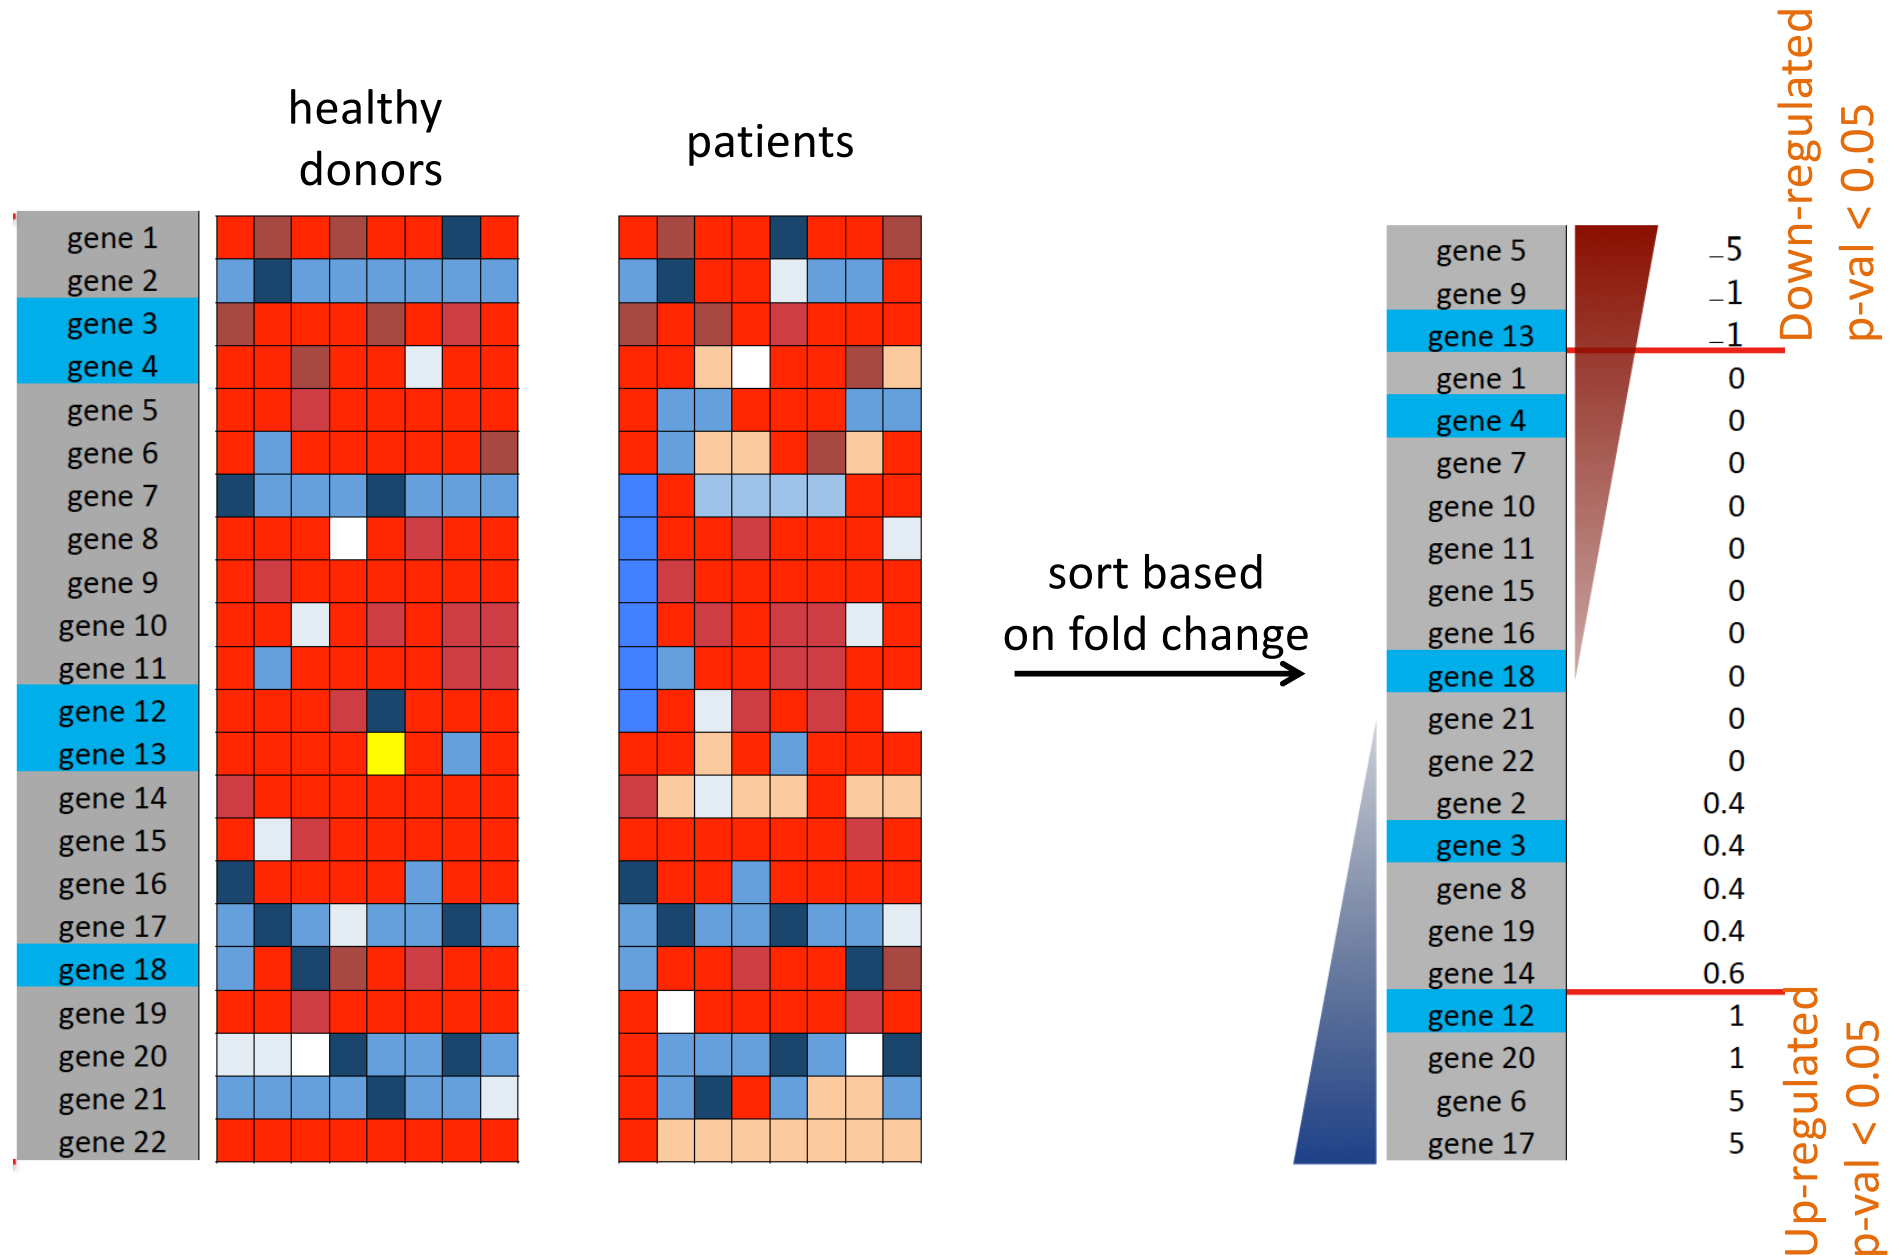 healthy
donors
patients
gene 1
gene 2
gene 3
gene 4
gene 5
gene 6
gene 7
gene 8
gene 9
gene 10
gene 11
gene 12
gene 13
gene 14
gene 15
gene 16
gene 17
gene 18
gene 19
gene 20
gene 21
gene 22
sort based
on fold change
gene 5 –5
gene 9 –1
gene 13 –1
gene 1 0
gene 4 0
gene 7 0
gene 10 0
gene 11 0
gene 15 0
gene 16 0
gene 18 0
gene 21 0
gene 22 0
gene 2 0.4
gene 3 0.4
gene 8 0.4
gene 19 0.4
gene 14 0.6
gene 12 1
gene 20 1
gene 6 5
gene 17 5
Down-regulated
p-val < 0.05
Up-regulated
p-val < 0.05